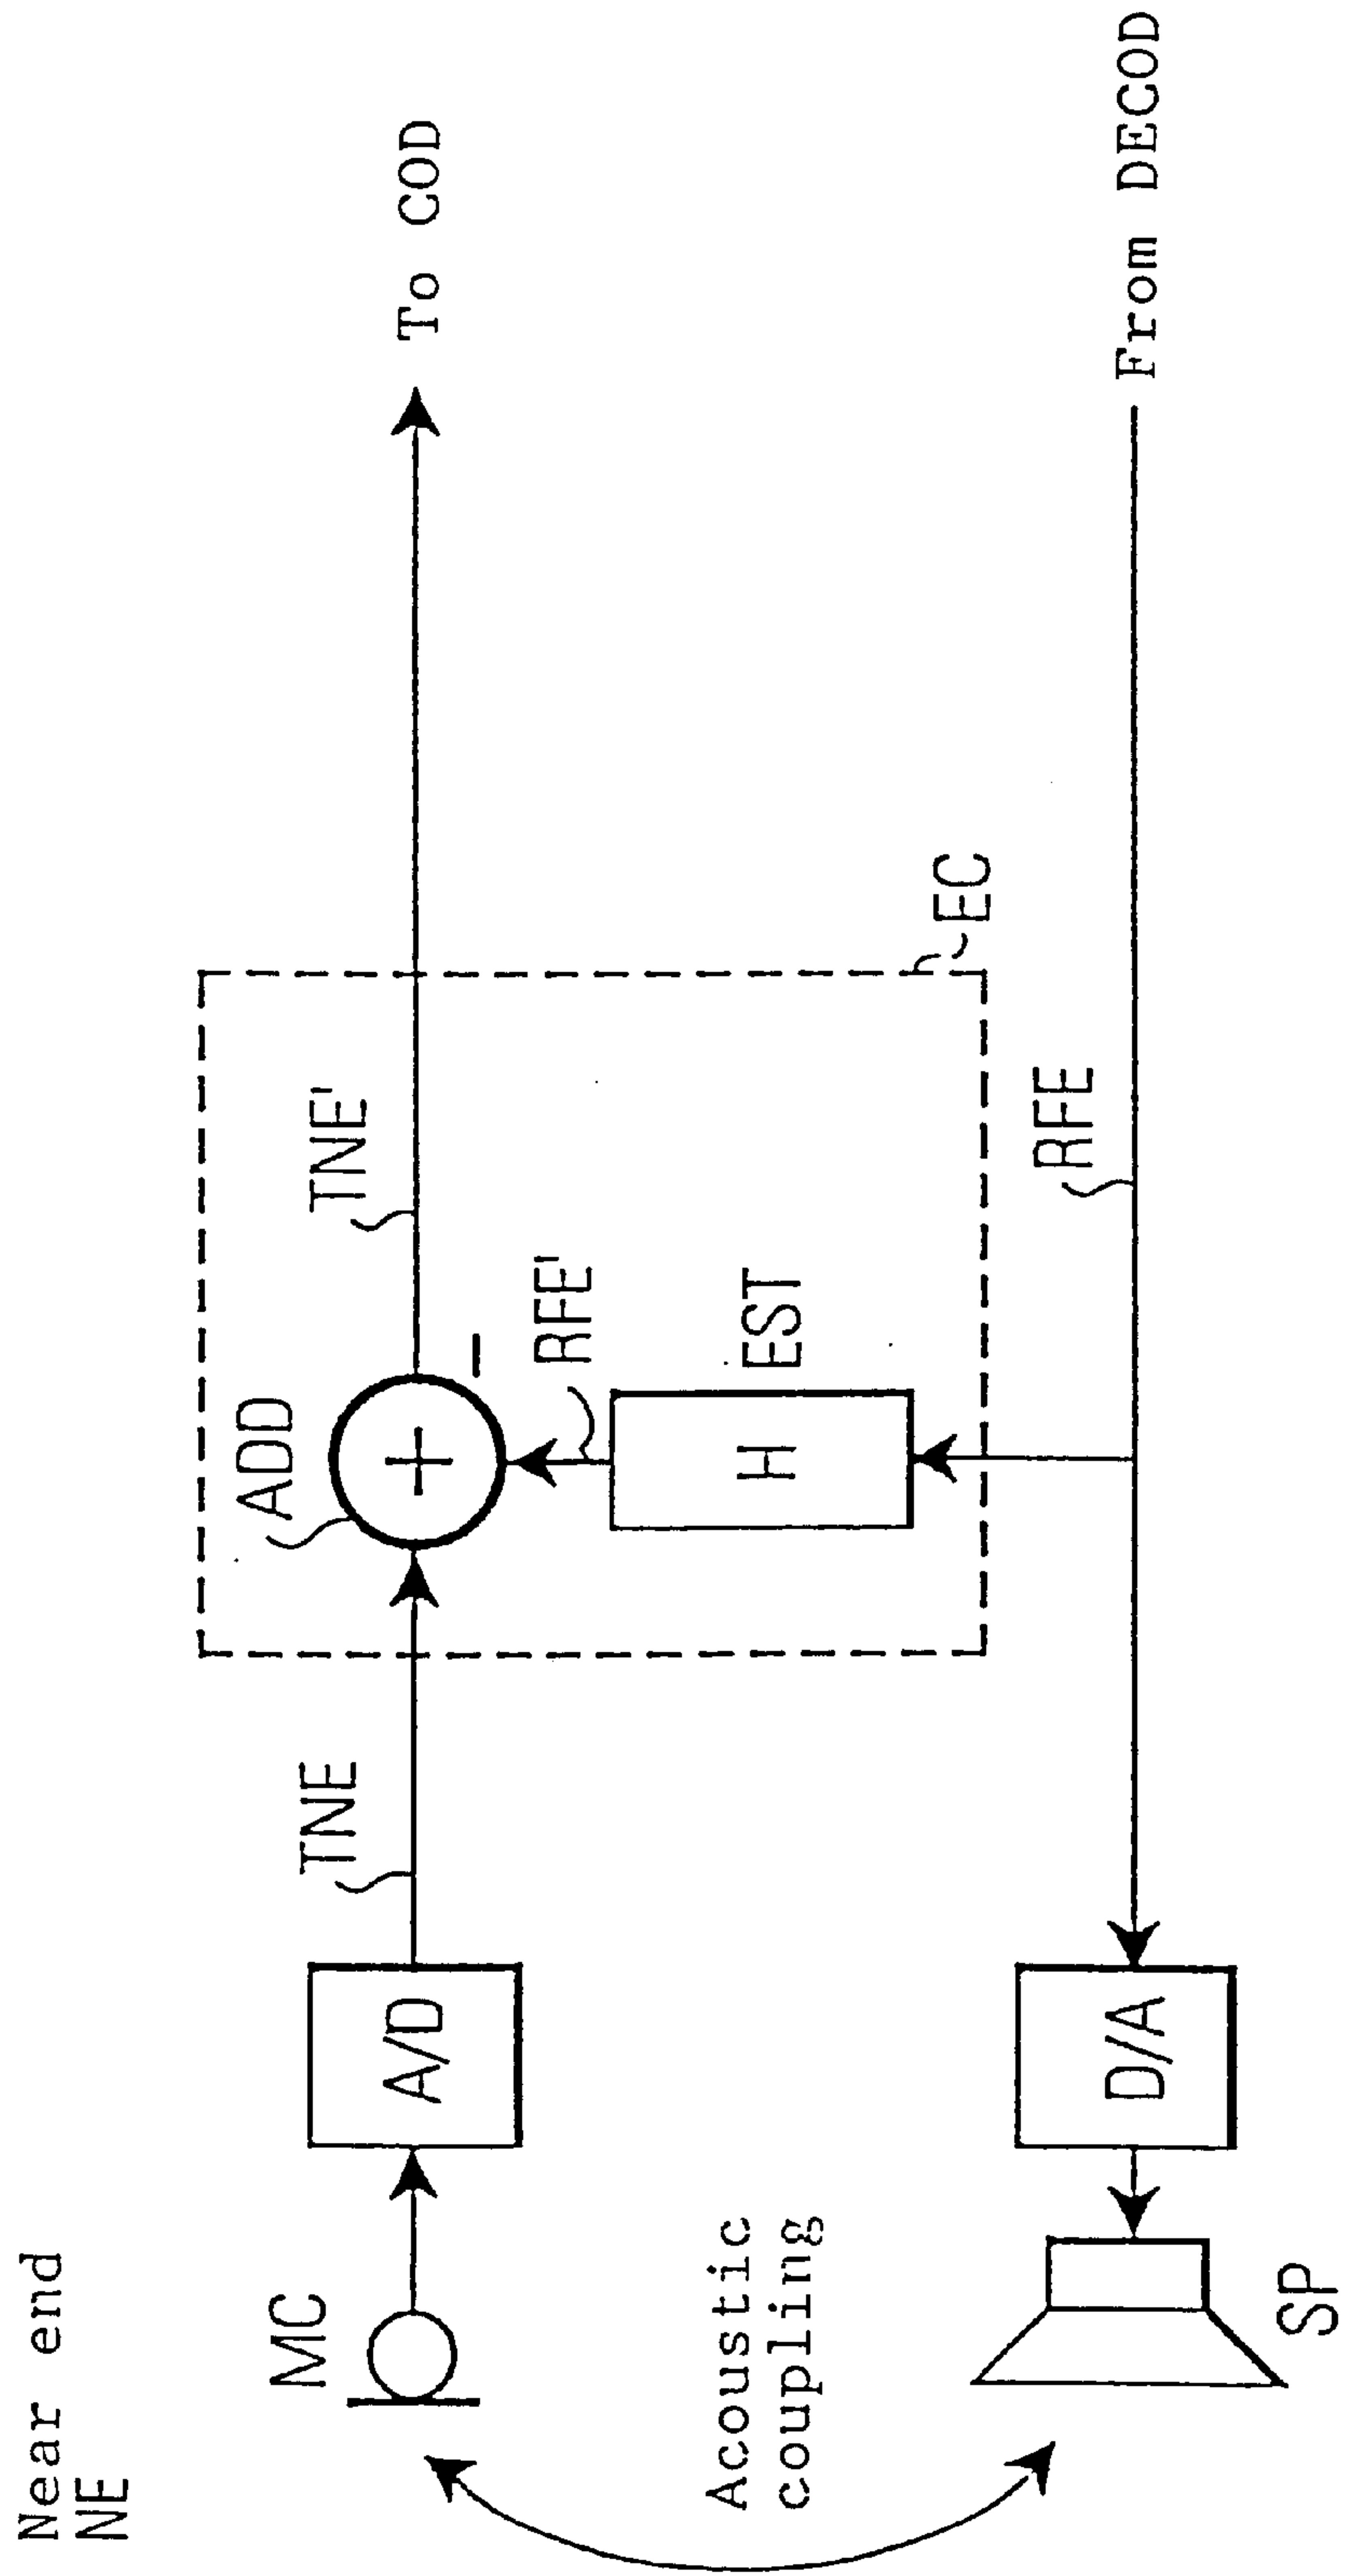 Near end
NE
MC
A/D
TNE
ADD
+
TNE'
To COD
−
RFE'
H
EST
EC
Acoustic
coupling
SP
D/A
RFE
From DECOD